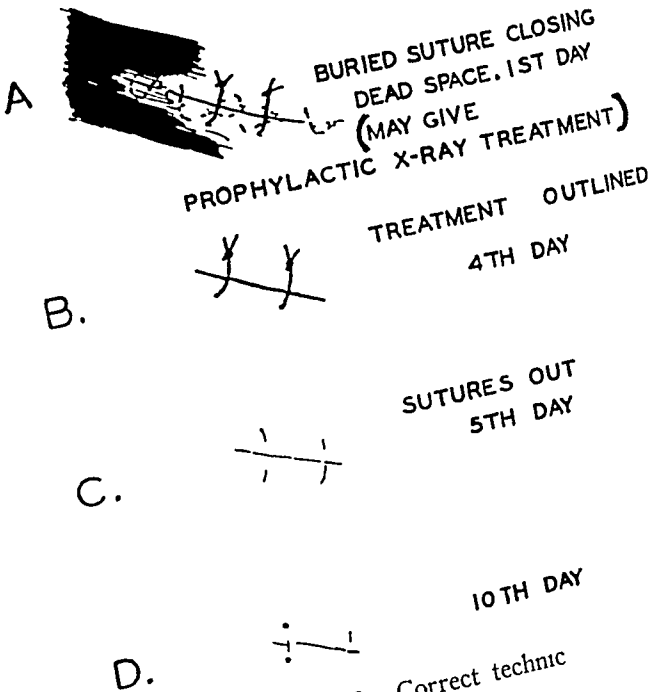 A
BURIED SUTURE CLOSING
DEAD SPACE. 1ST DAY
(MAY GIVE
PROPHYLACTIC X-RAY TREATMENT)
TREATMENT OUTLINED
4TH DAY
B.
SUTURES OUT
5TH DAY
C.
10TH DAY
D.
Correct technic